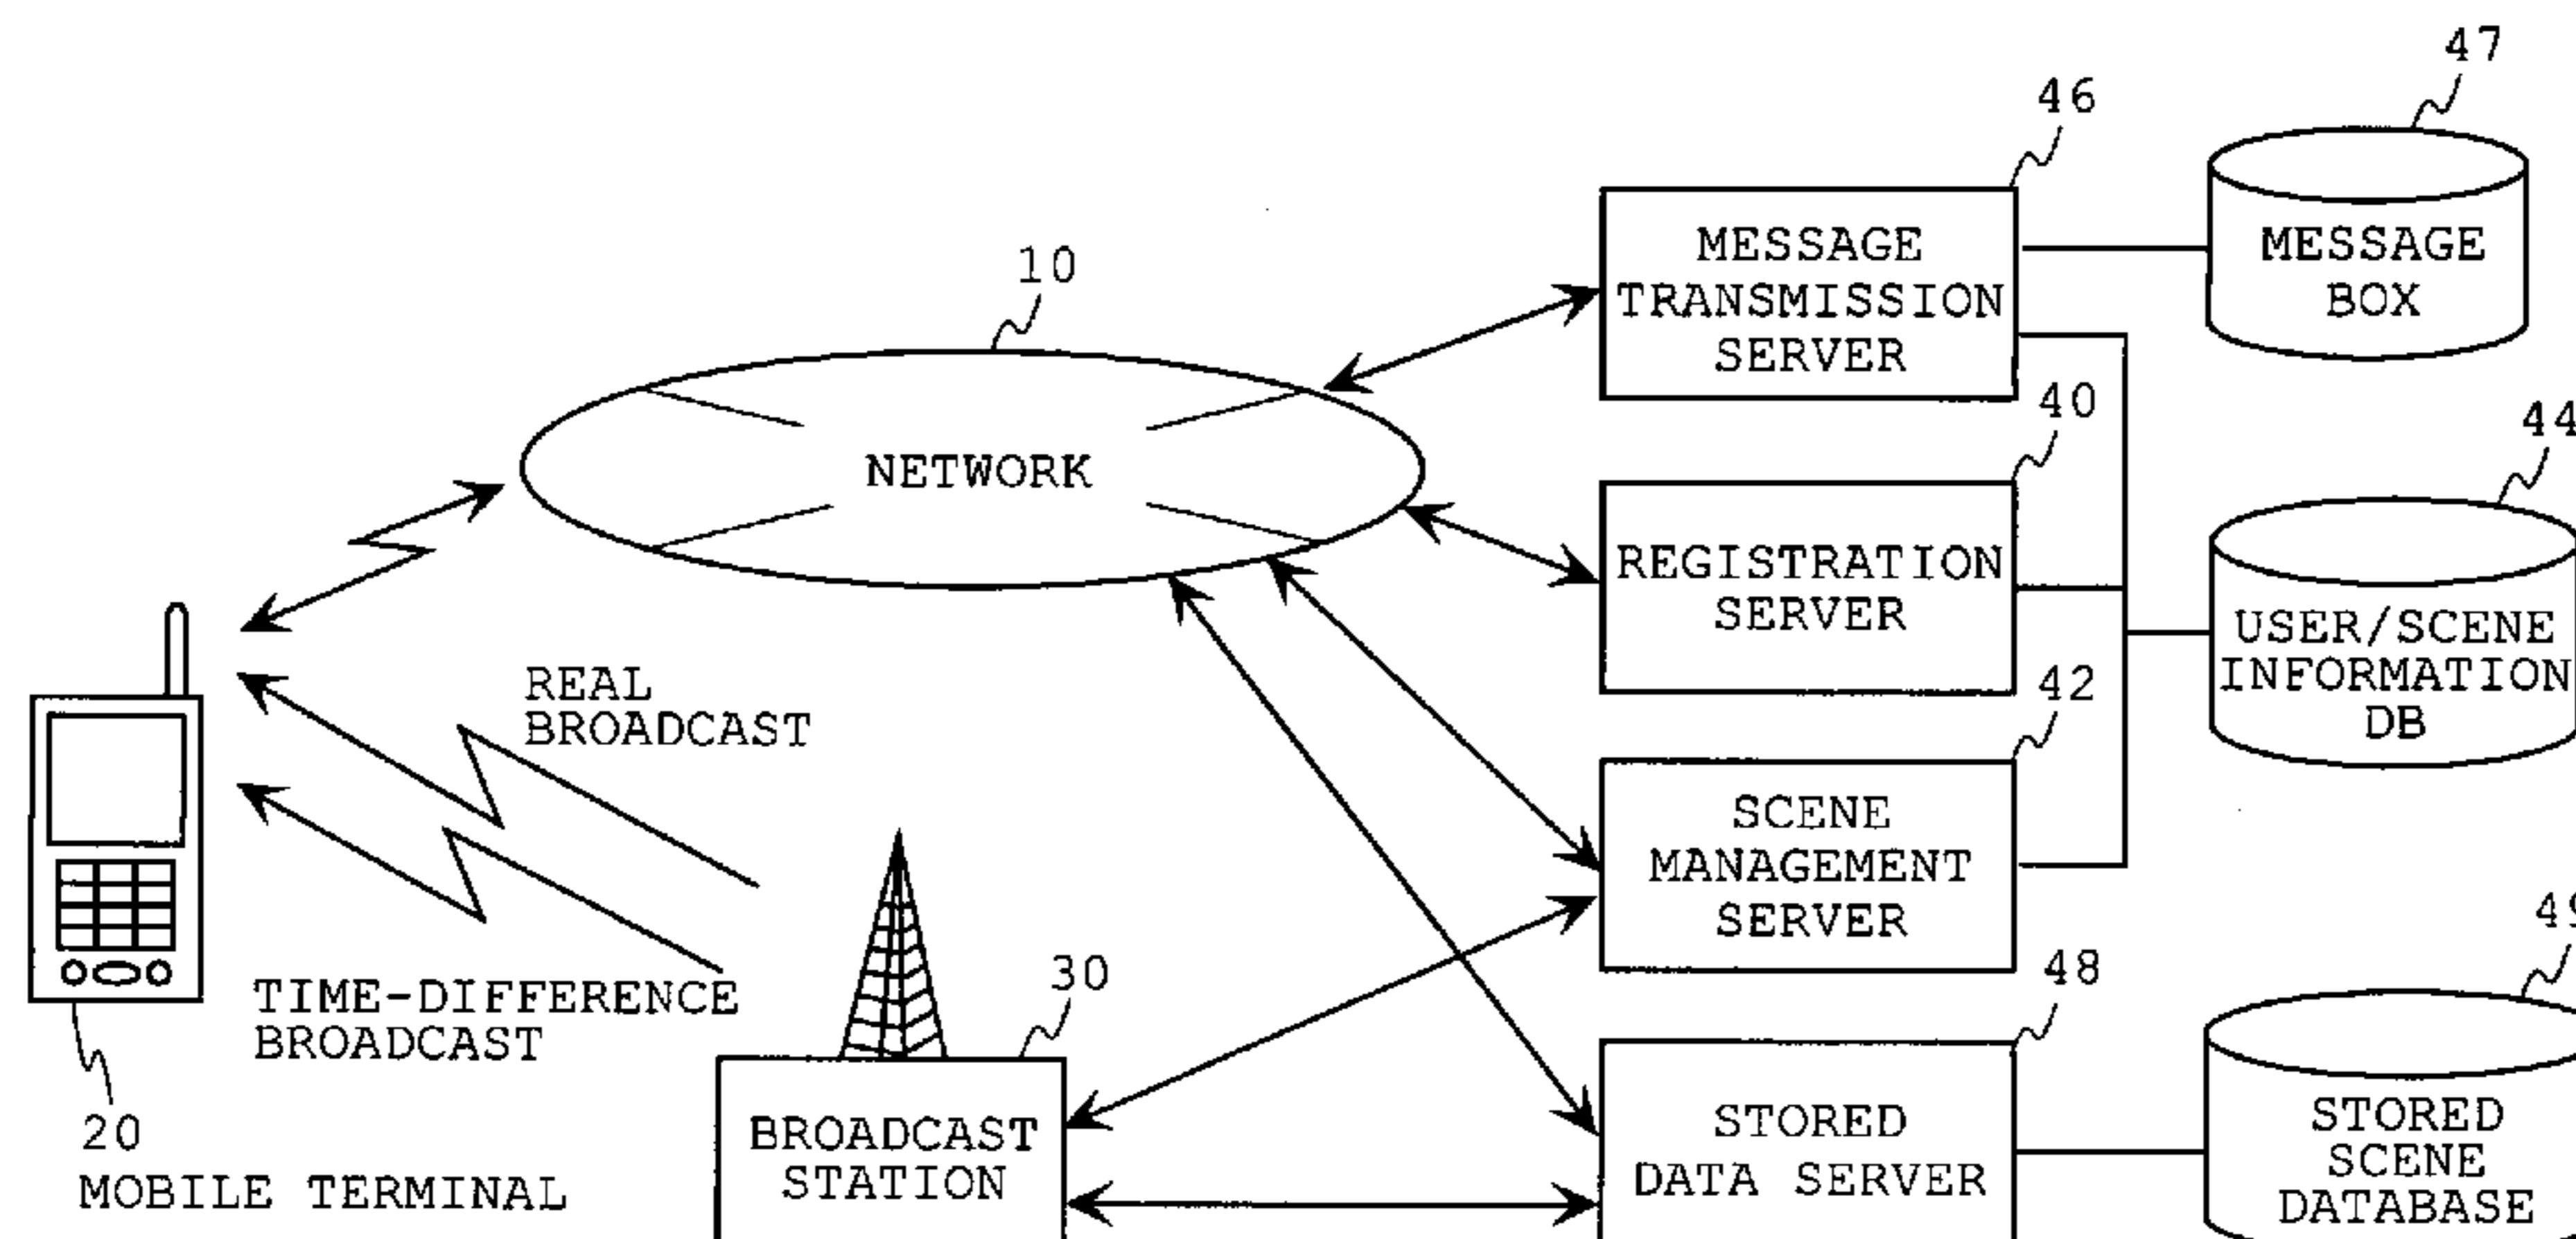 47
46
MESSAGE
TRANSMISSION
SERVER
MESSAGE
BOX
10
NETWORK
40
44
REGISTRATION
SERVER
USER/SCENE
INFORMATION
DB
42
REAL
BROADCAST
SCENE
MANAGEMENT
SERVER
49
48
30
TIME-DIFFERENCE
BROADCAST
20
MOBILE TERMINAL
BROADCAST
STATION
STORED
DATA SERVER
STORED
SCENE
DATABASE